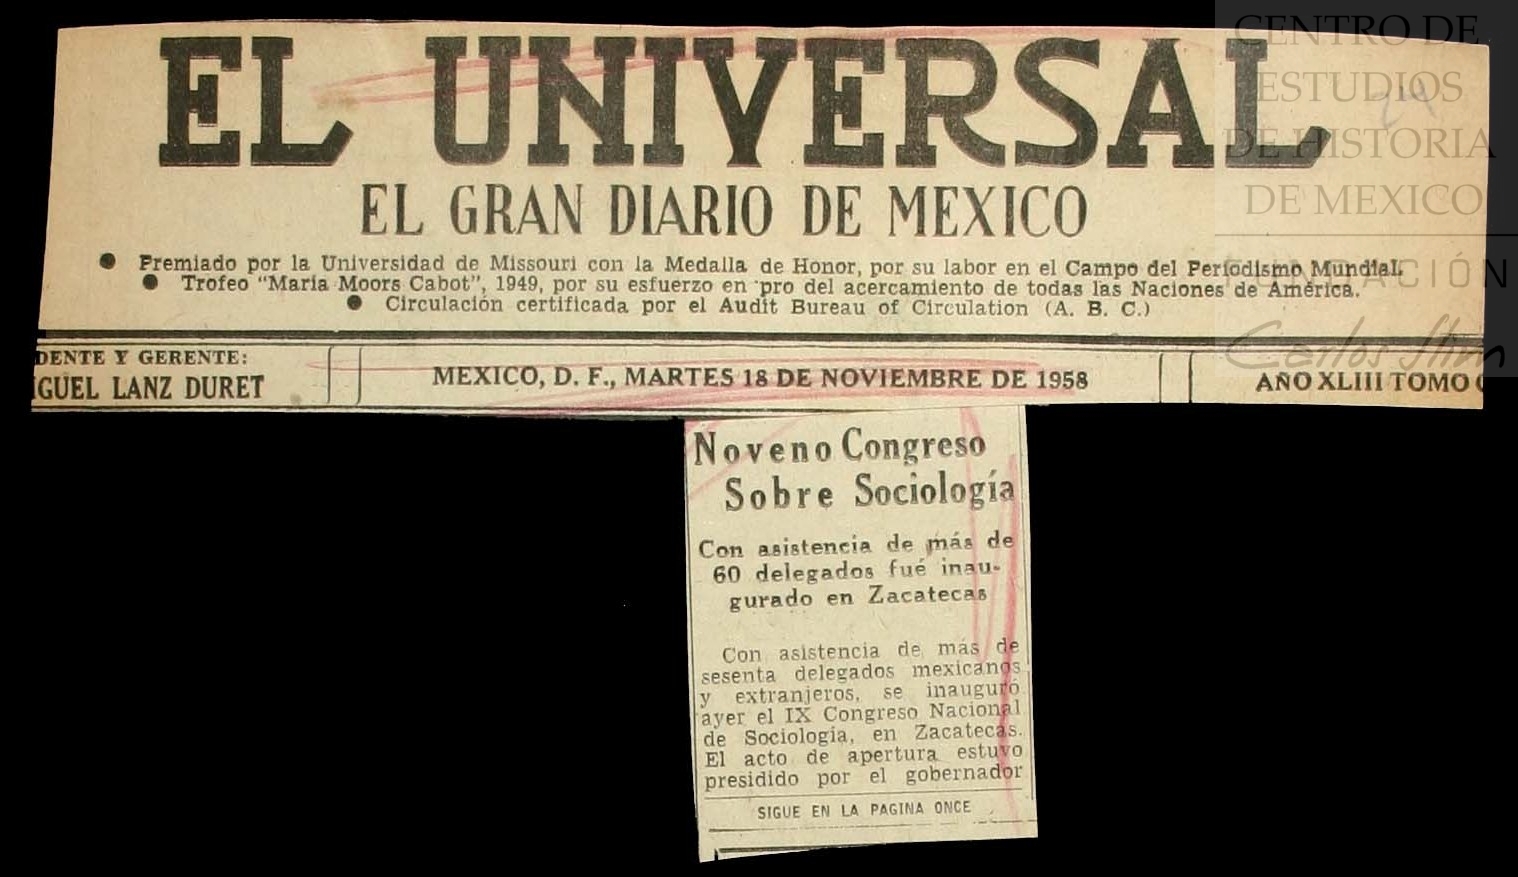 EL UNIVERSAL
EL GRAN DIARIO DE MEXICO
● Premiado por la Universidad de Missouri con la Medalla de Honor, por su labor en el Campo del Periodismo Mundial.
● Trofeo "Maria Moors Cabot", 1949, por su esfuerzo en pro del acercamiento de todas las Naciones de América.
● Circulación certificada por el Audit Bureau of Circulation (A. B. C.)
DENTE Y GERENTE:
IGUEL LANZ DURET
MEXICO, D. F., MARTES 18 DE NOVIEMBRE DE 1958
AÑO XLIII TOMO
Noveno Congreso
Sobre Sociología
Con asistencia de más de
60 delegados fué inau-
gurado en Zacatecas
Con asistencia de más de
sesenta delegados mexicanos
y extranjeros, se inauguró
ayer el IX Congreso Nacional
de Sociología, en Zacatecas.
El acto de apertura estuvo
presidido por el gobernador
SIGUE EN LA PAGINA ONCE
CENTRO DE
ESTUDIOS
DE HISTORIA
DE MEXICO
FUNDACIÓN
Carlos Slim